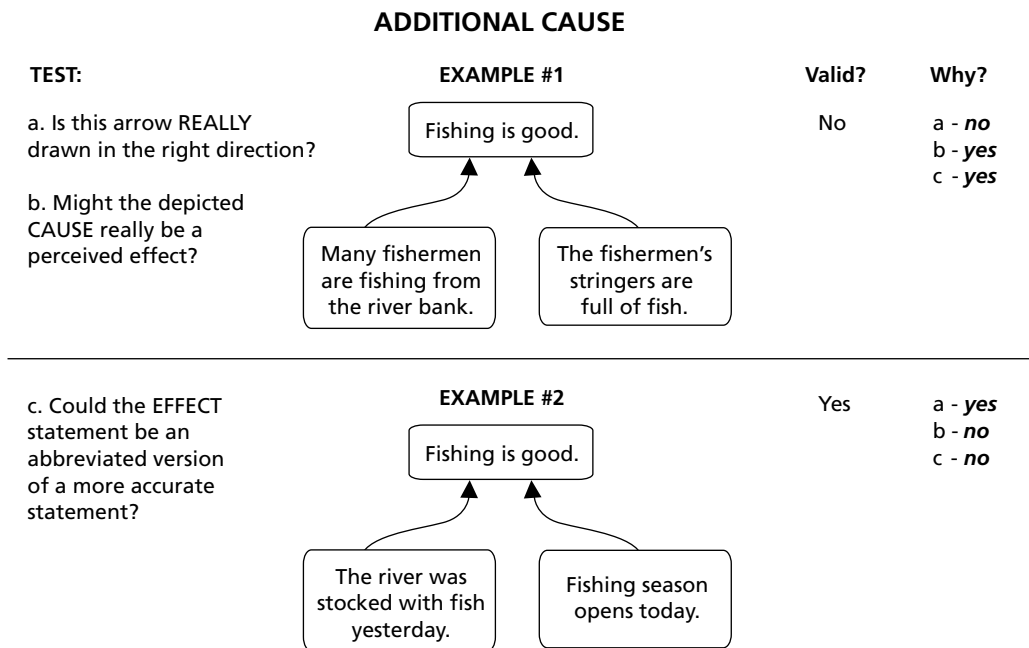 ADDITIONAL CAUSE
TEST:
EXAMPLE #1
Valid?
Why?
a. Is this arrow REALLY
drawn in the right direction?
b. Might the depicted
CAUSE really be a
perceived effect?
Fishing is good.
Many fishermen
are fishing from
the river bank.
The fishermen’s
stringers are
full of fish.
No
a - no
b - yes
c - yes
c. Could the EFFECT
statement be an
abbreviated version
of a more accurate
statement?
EXAMPLE #2
Fishing is good.
The river was
stocked with fish
yesterday.
Fishing season
opens today.
Yes
a - yes
b - no
c - no